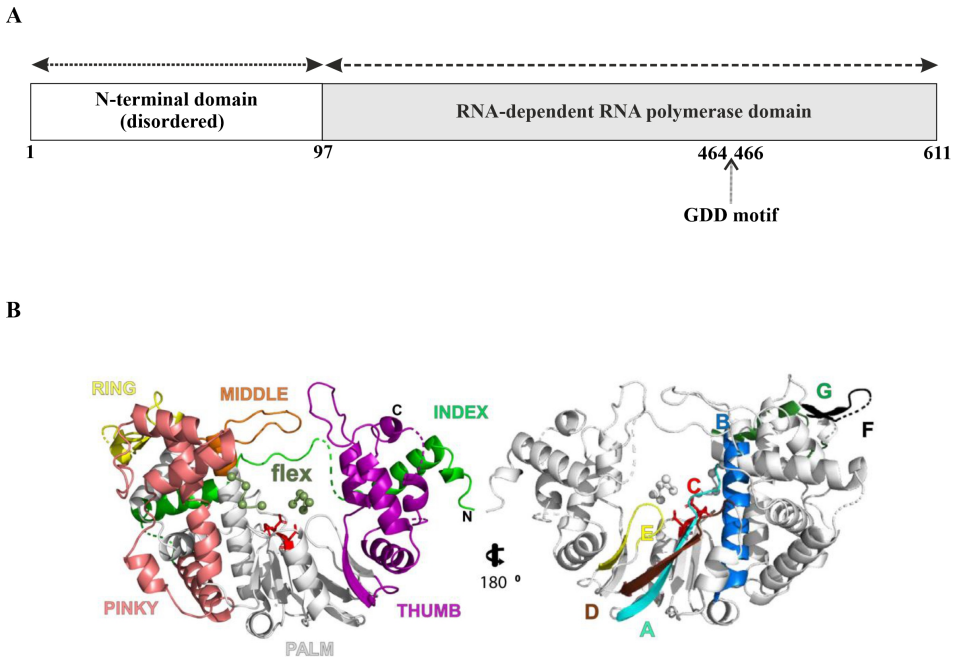 A
N-terminal domain
(disordered)
RNA-dependent RNA polymerase domain
1
97
464 466
611
GDD motif
B
RING
MIDDLE
C
INDEX
flex
N
PINKY
THUMB
PALM
180 º
G
B
F
C
E
D
A